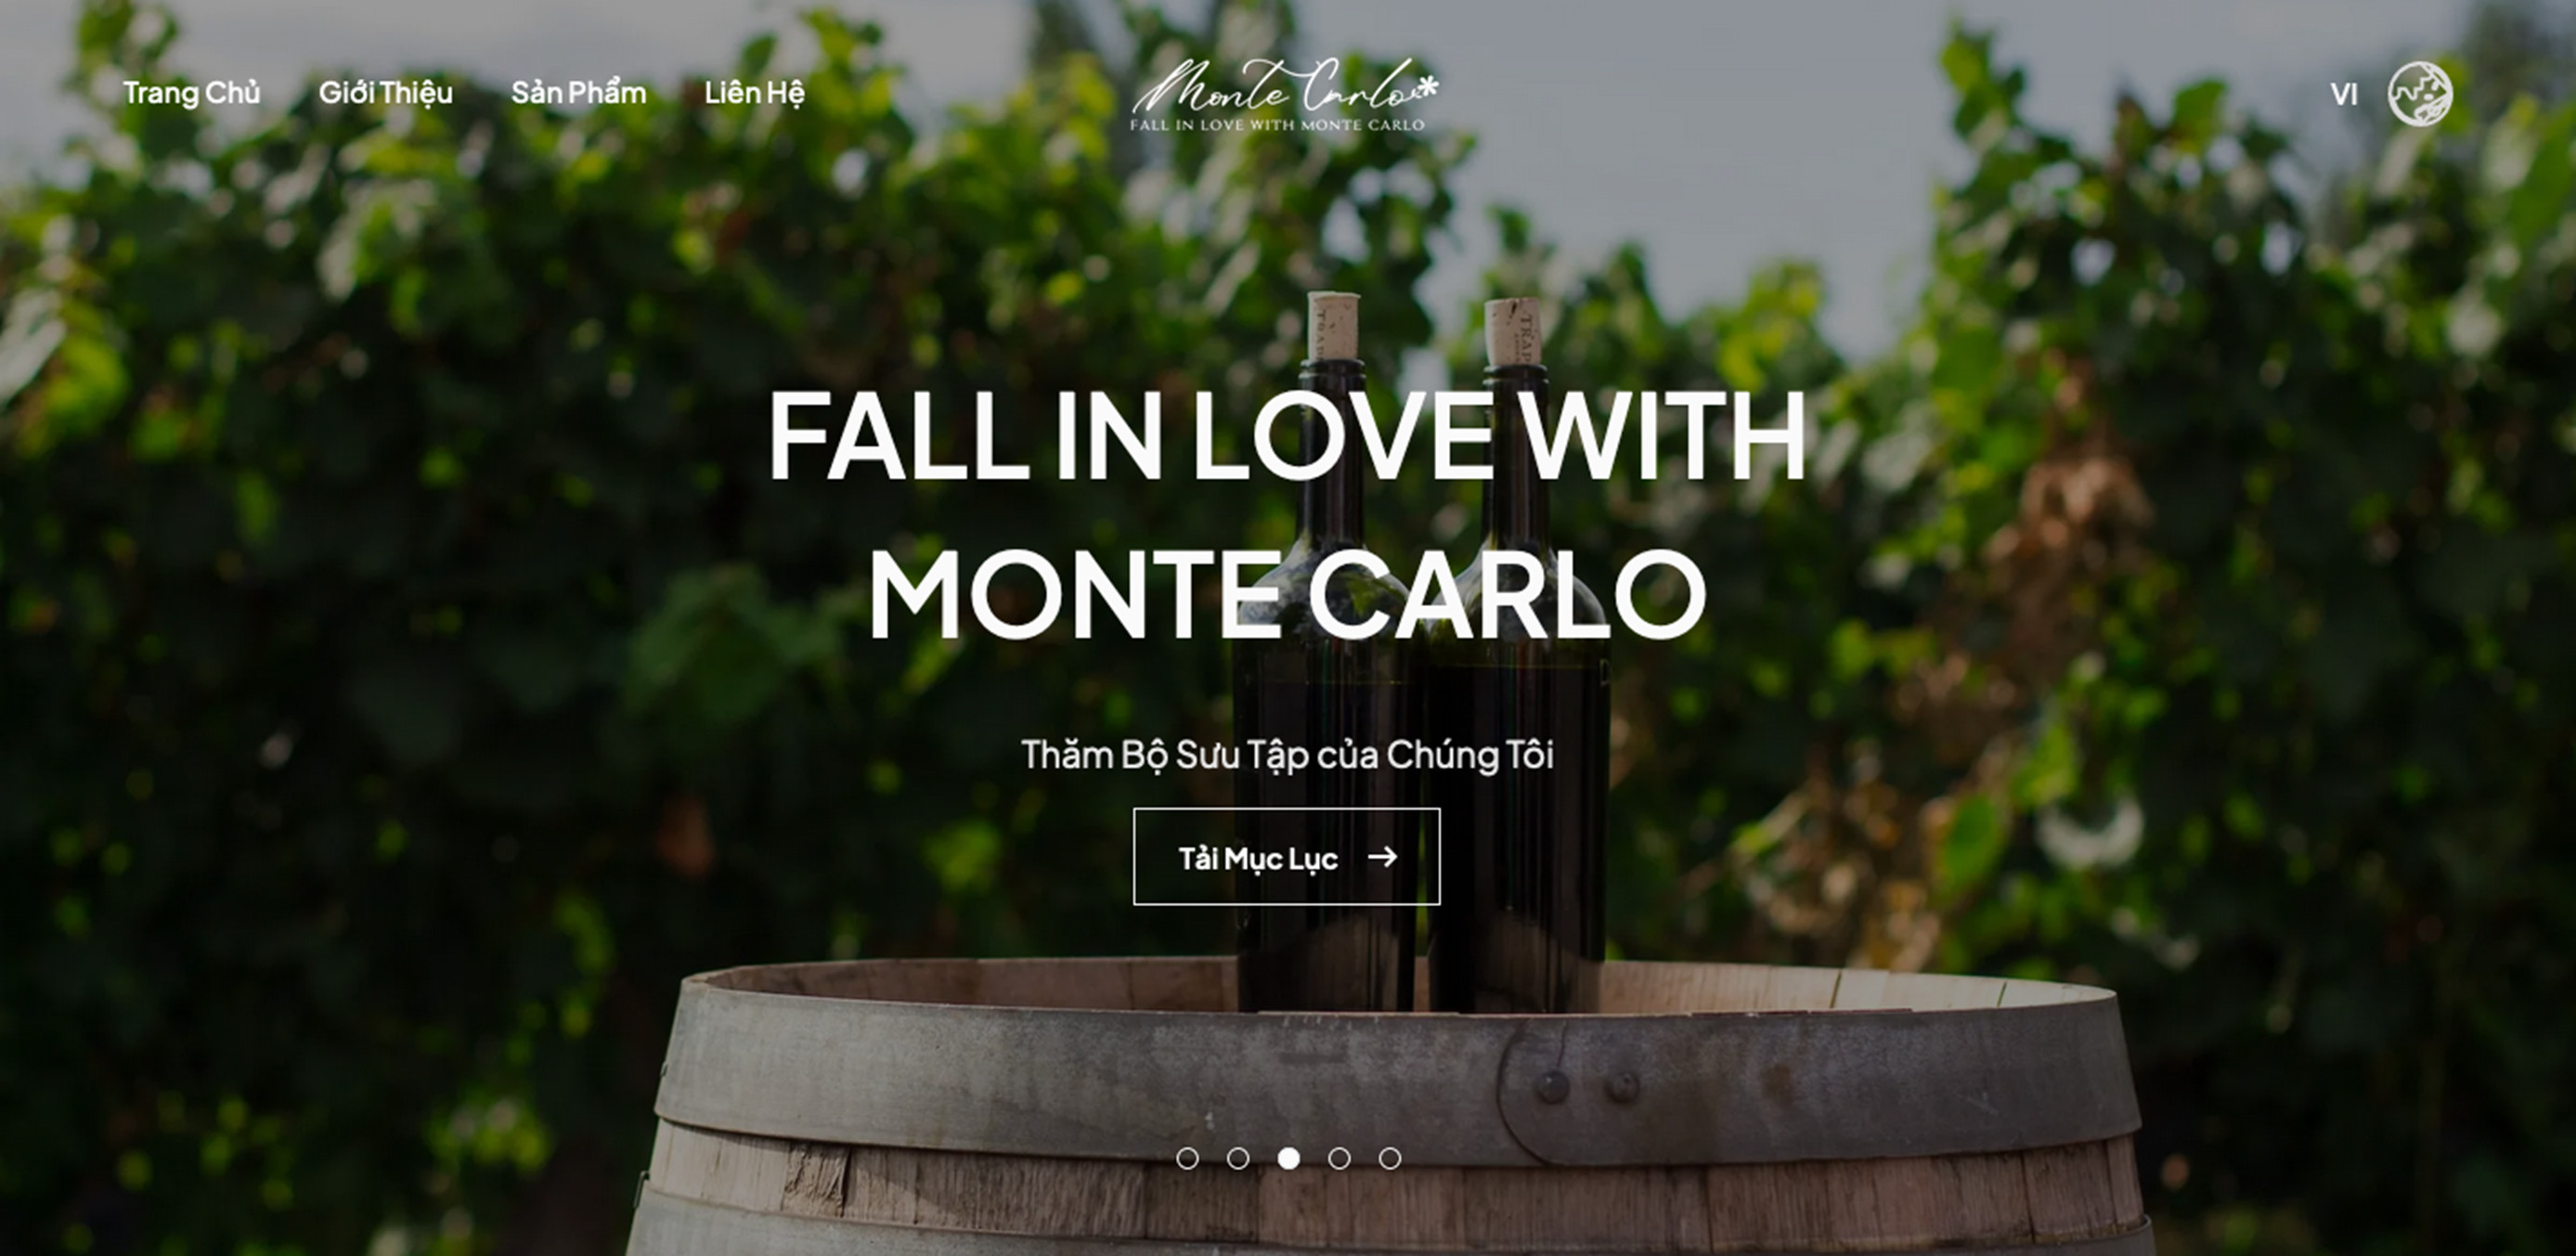 Trang Chủ
Giới Thiệu
Sản Phẩm
Liên Hệ
Monte Carlo
FALL IN LOVE WITH MONTE CARLO
VI
FALL IN LOVE WITH
MONTE CARLO
Thăm Bộ Sưu Tập của Chúng Tôi
Tải Mục Lục